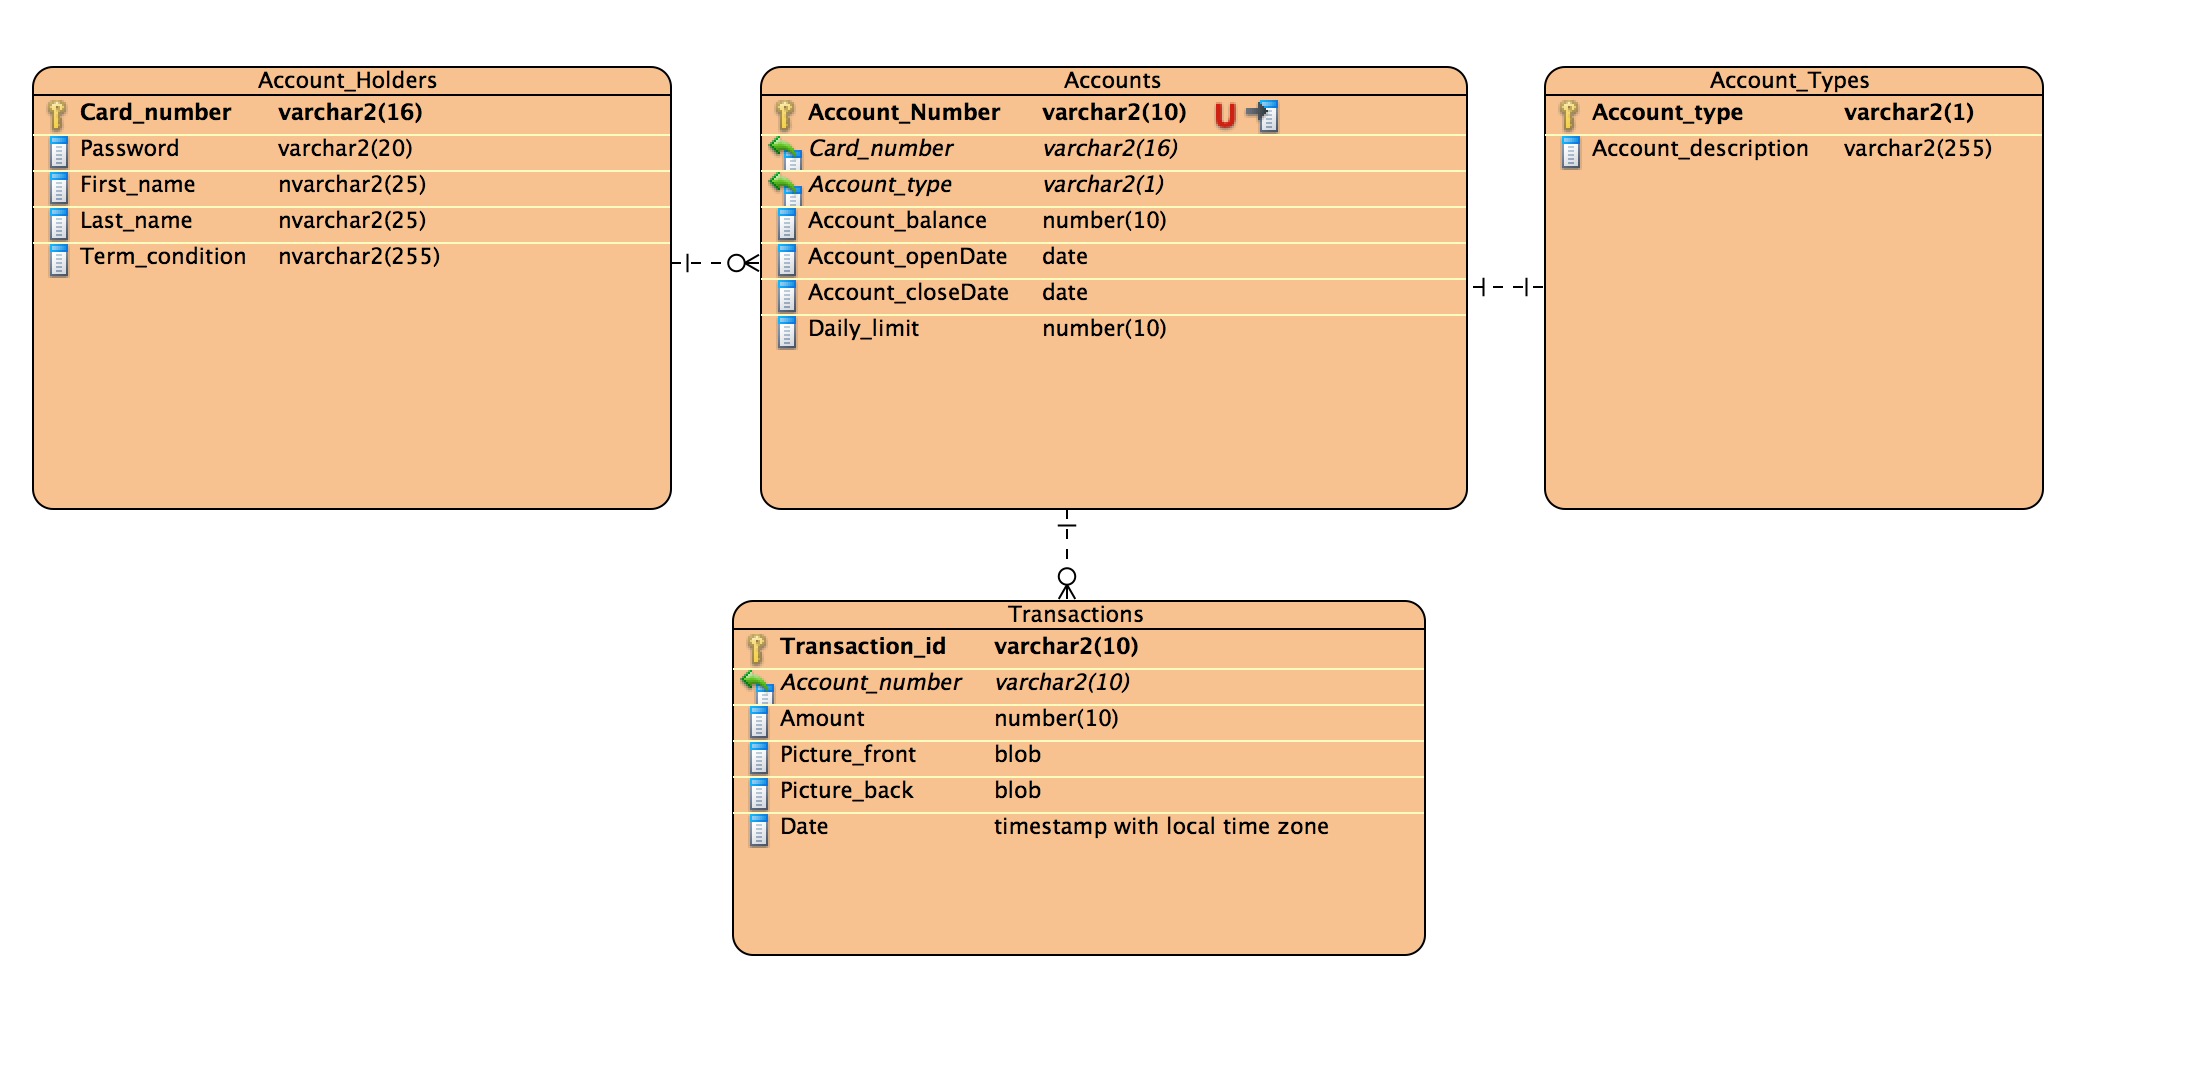 Account_Holders
Card_number varchar2(16)
Password varchar2(20)
First_name nvarchar2(25)
Last_name nvarchar2(25)
Term_condition nvarchar2(255)
Accounts
Account_Number varchar2(10) U
Card_number varchar2(16)
Account_type varchar2(1)
Account_balance number(10)
Account_openDate date
Account_closeDate date
Daily_limit number(10)
Account_Types
Account_type varchar2(1)
Account_description varchar2(255)
Transactions
Transaction_id varchar2(10)
Account_number varchar2(10)
Amount number(10)
Picture_front blob
Picture_back blob
Date timestamp with local time zone